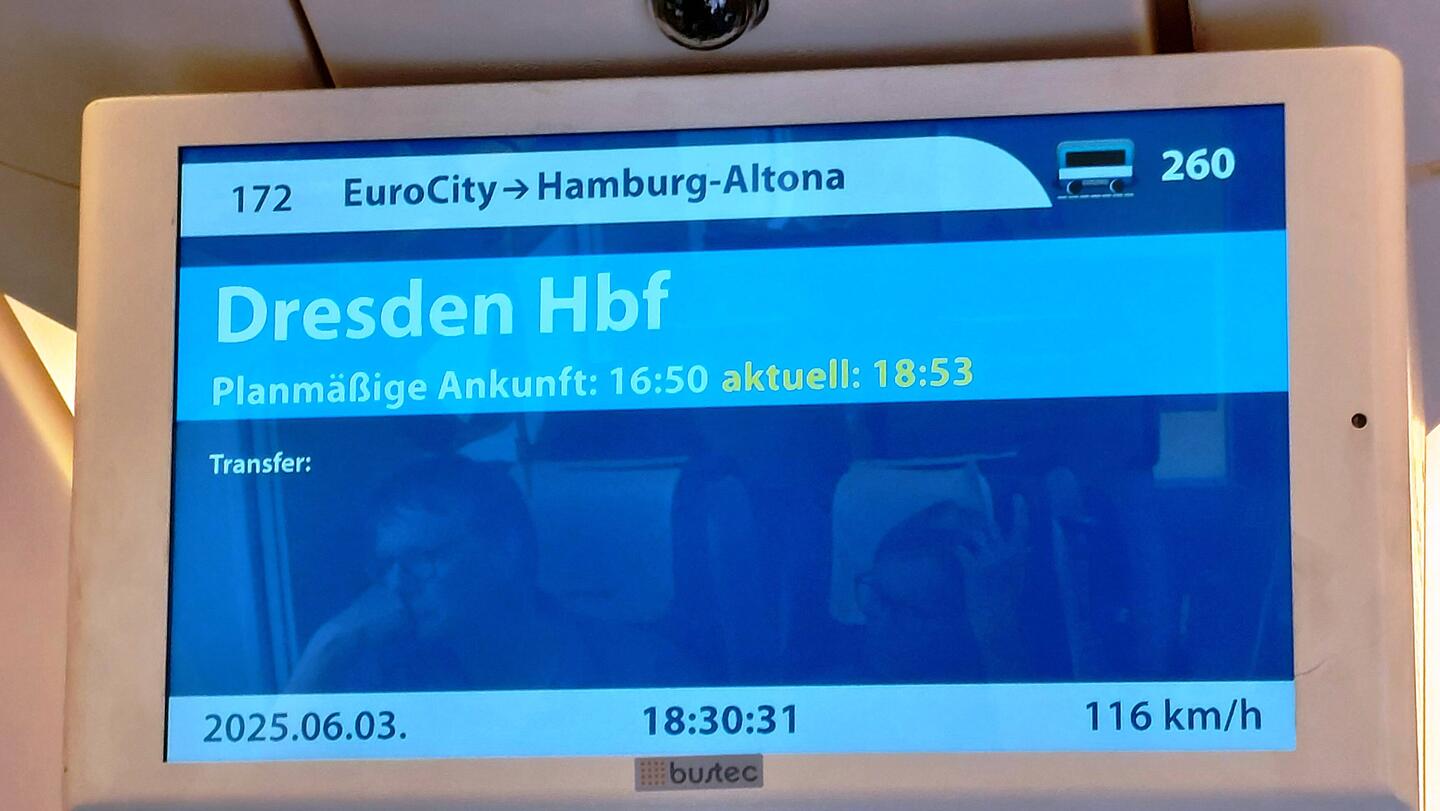 172 EuroCity→Hamburg-Altona 260
Dresden Hbf
Planmäßige Ankunft: 16:50 aktuell: 18:53
Transfer:
2025.06.03. 18:30:31 116 km/h
bustec